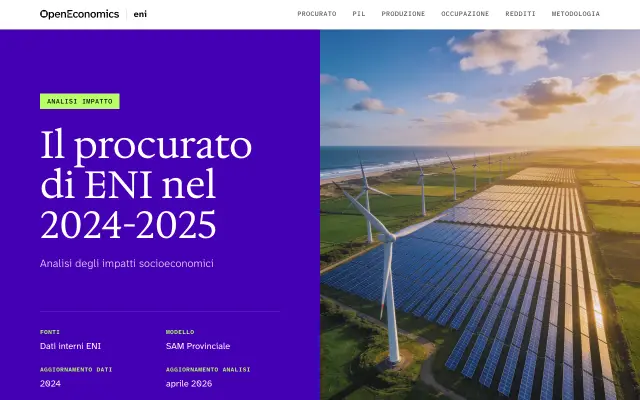 OpenEconomics eni PROCURATO PIL PRODUZIONE OCCUPAZIONE REDDITI METODOLOGIA
ANALISI IMPATTO
Il procurato
di ENI nel
2024-2025
Analisi degli impatti socioeconomici
FONTI MODELLO
Dati interni ENI SAM Provinciale
AGGIORNAMENTO DATI AGGIORNAMENTO ANALISI
2024 aprile 2026